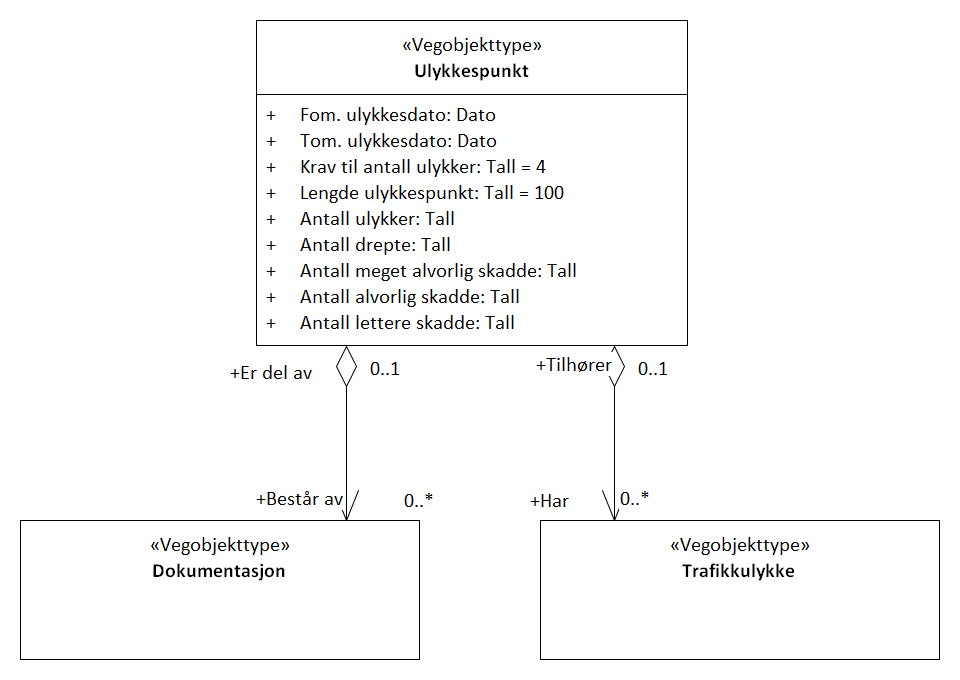 «Vegobjekttype»
Ulykkespunkt
+ Fom. ulykkesdato: Dato
+ Tom. ulykkesdato: Dato
+ Krav til antall ulykker: Tall = 4
+ Lengde ulykkespunkt: Tall = 100
+ Antall ulykker: Tall
+ Antall drepte: Tall
+ Antall meget alvorlig skadde: Tall
+ Antall alvorlig skadde: Tall
+ Antall lettere skadde: Tall
+Er del av 0..1 +Tilhører 0..1
+Består av 0..* +Har 0..*
«Vegobjekttype» «Vegobjekttype»
Dokumentasjon Trafikkulykke